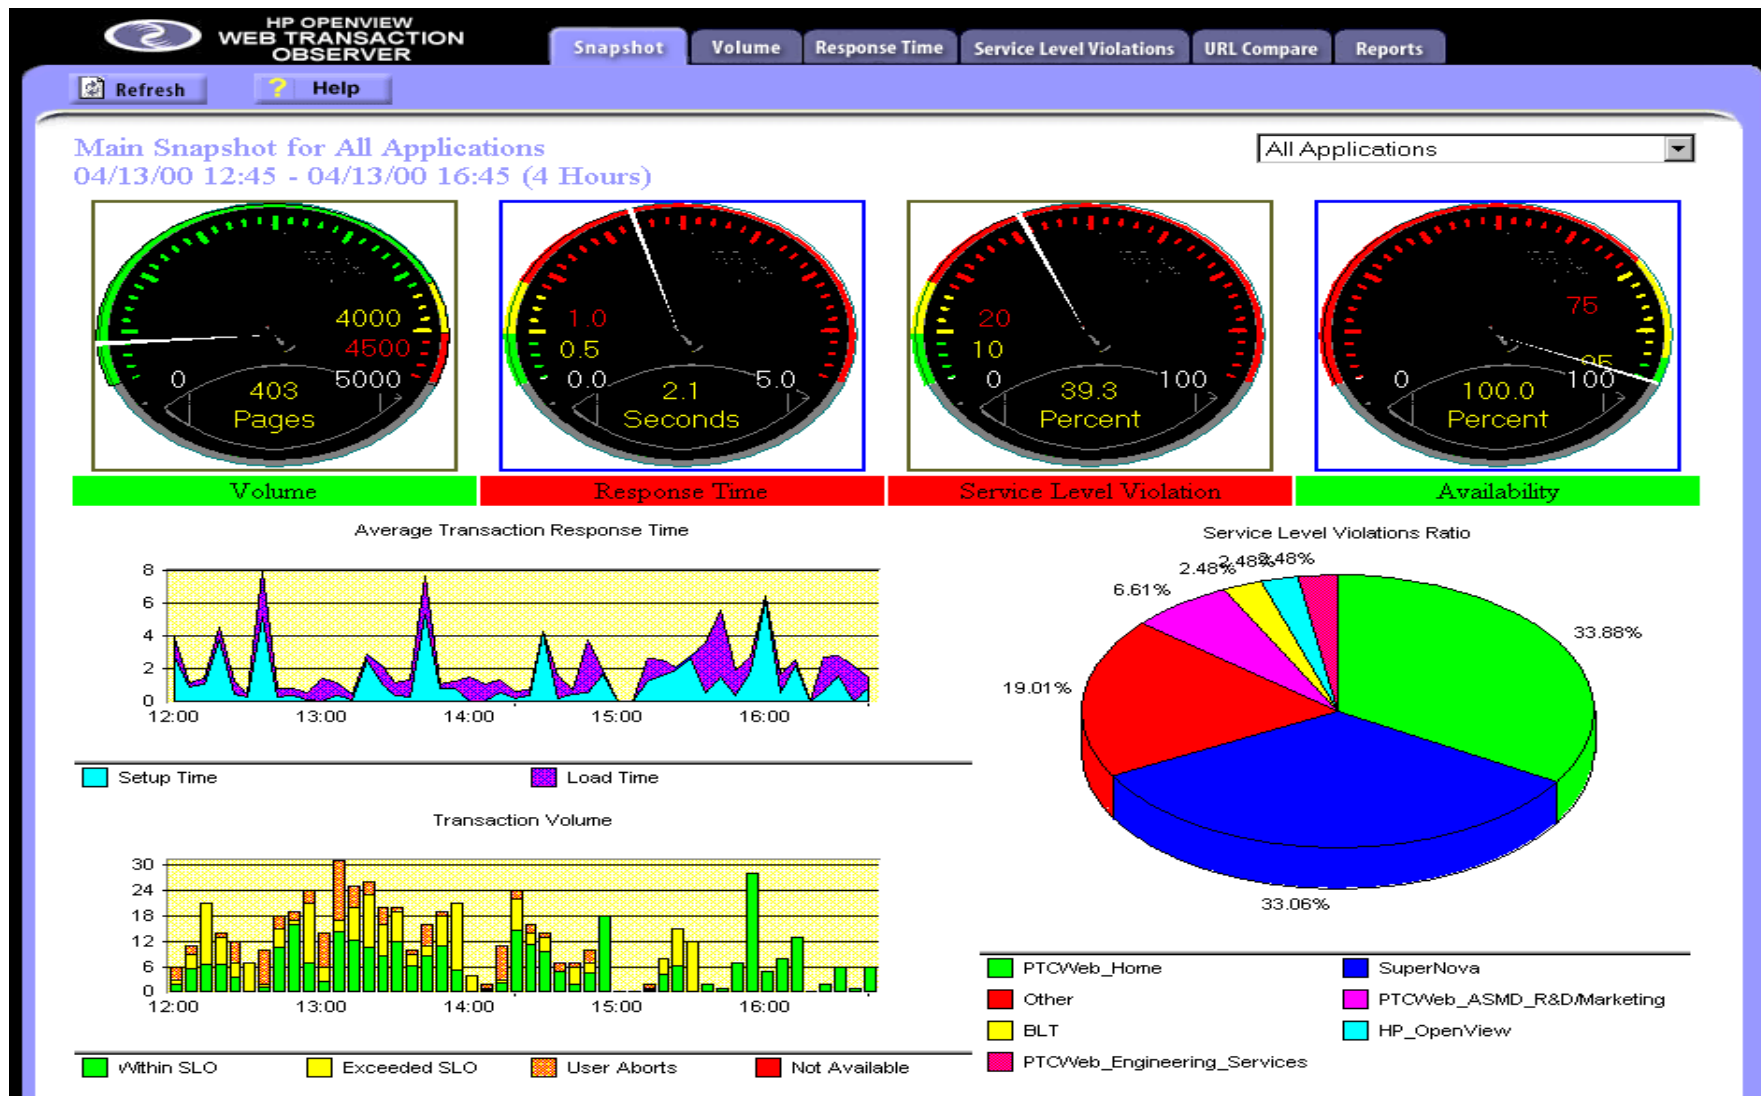 HP OPENVIEW
WEB TRANSACTION
OBSERVER
Snapshot
Volume
Response Time
Service Level Violations
URL Compare
Reports
Refresh
? Help
Main Snapshot for All Applications
04/13/00 12:45 - 04/13/00 16:45 (4 Hours)
All Applications
4000
4500
0
5000
403
Pages
1.0
0.5
0.0
5.0
2.1
Seconds
20
10
0
100
39.3
Percent
75
95
0
100
100.0
Percent
Volume
Response Time
Service Level Violation
Availability
Average Transaction Response Time
8
6
4
2
0
12:00
13:00
14:00
15:00
16:00
Setup Time
Load Time
Transaction Volume
30
24
18
12
6
0
12:00
13:00
14:00
15:00
16:00
Within SLO
Exceeded SLO
User Aborts
Not Available
Service Level Violations Ratio
2.48%
2.48%
2.48%
6.61%
33.88%
19.01%
33.06%
PTCWeb_Home
SuperNova
Other
PTCWeb_ASMD_R&D/Marketing
BLT
HP_OpenView
PTCWeb_Engineering_Services